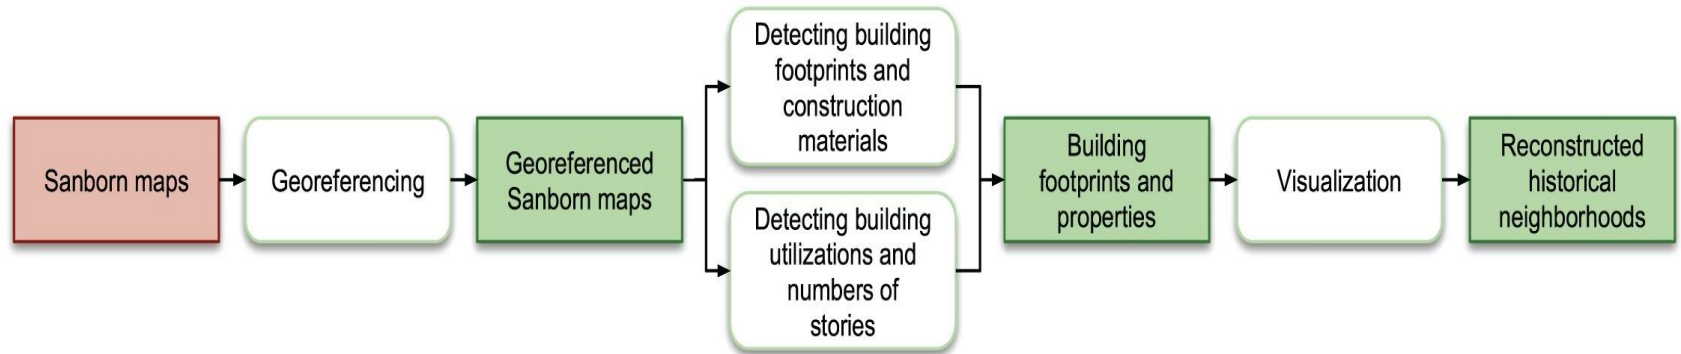 Sanborn maps
Georeferencing
Georeferenced
Sanborn maps
Detecting building
footprints and
construction
materials
Detecting building
utilizations and
numbers of
stories
Building
footprints and
properties
Visualization
Reconstructed
historical
neighborhoods